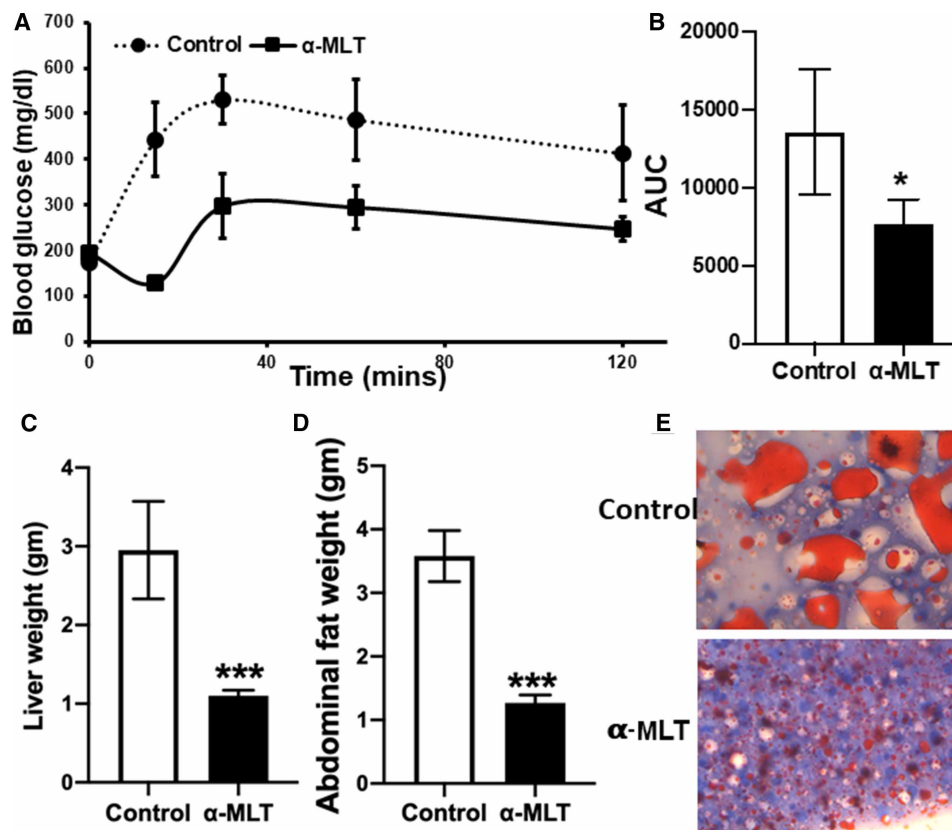 A
Blood glucose (mg/dl)
700
600
500
400
300
200
100
0
Control α-MLT
0 40 80 120
Time (mins)
B
AUC
20000
15000
10000
5000
0
*
Control α-MLT
C
Liver weight (gm)
4
3
2
1
0
***
Control α-MLT
D
Abdominal fat weight (gm)
5
4
3
2
1
0
***
Control α-MLT
E
Control
α-MLT